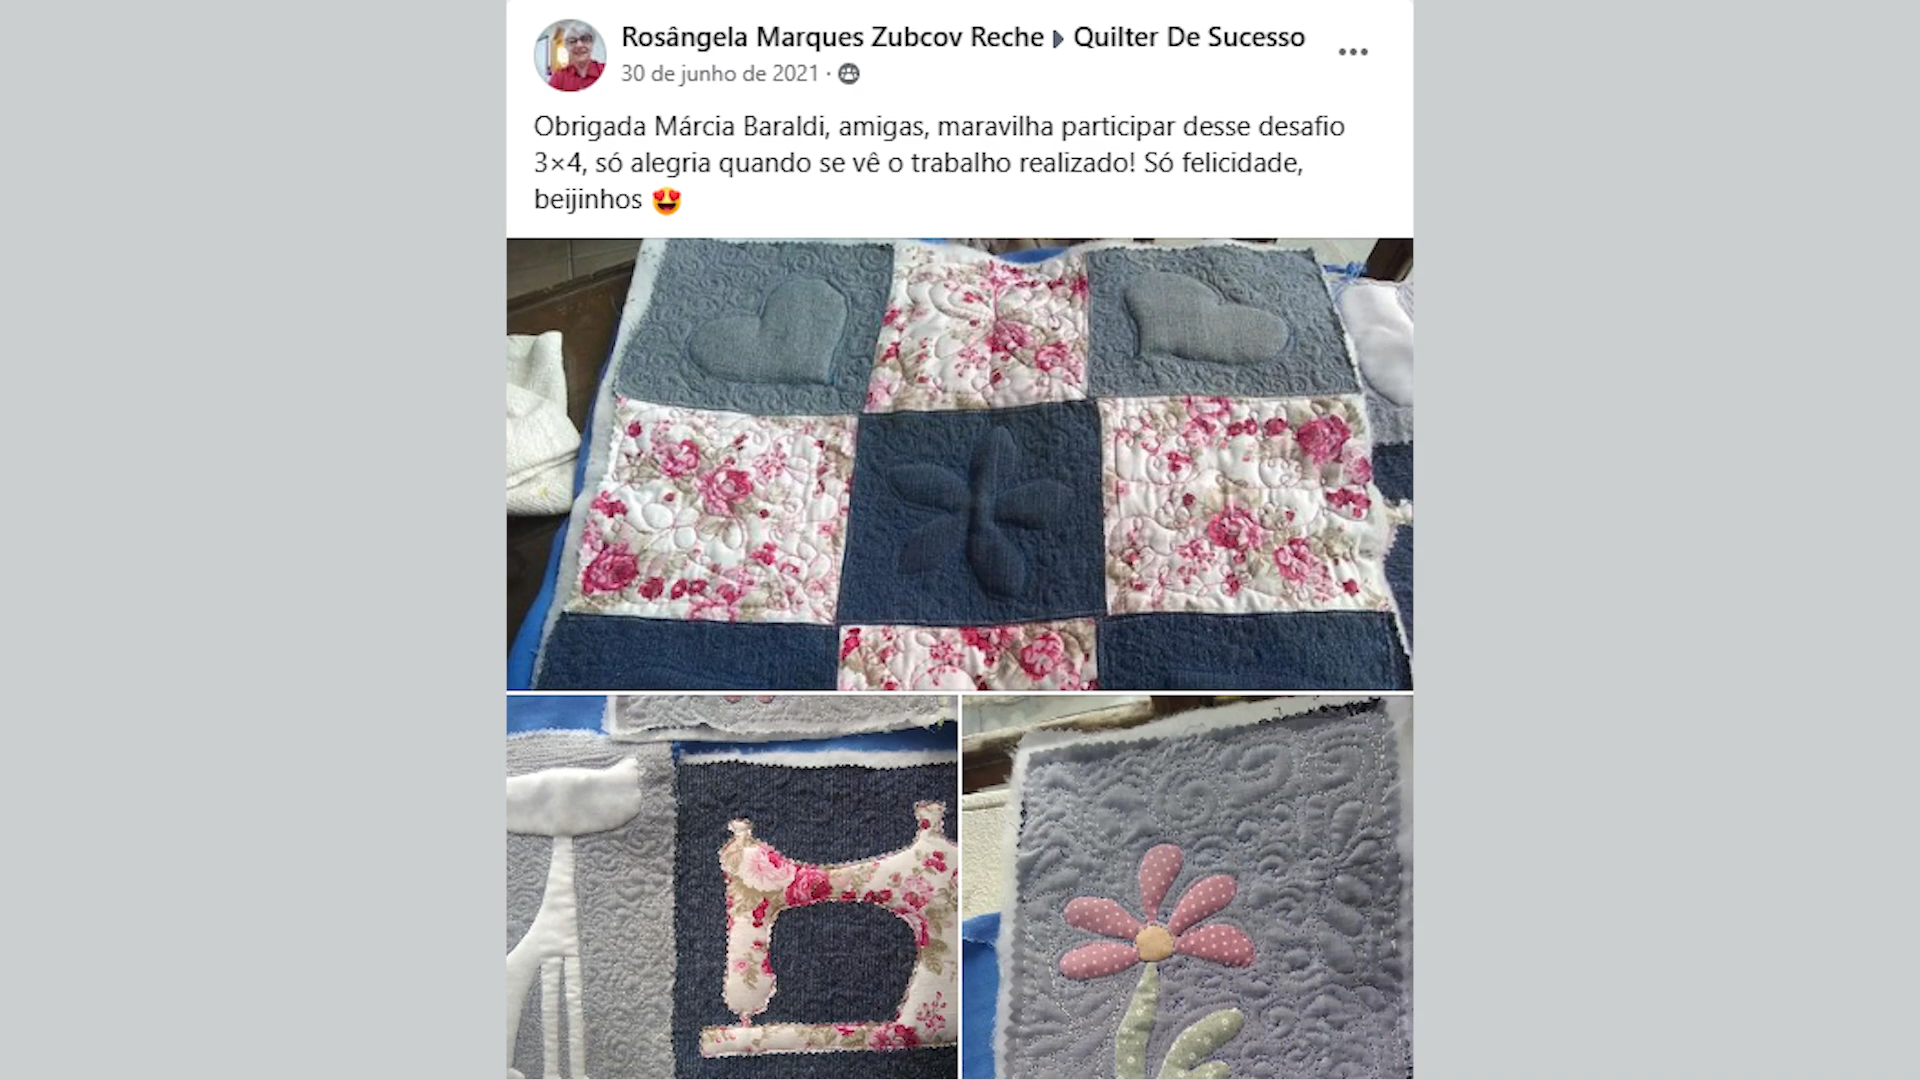 Rosângela Marques Zubcov Reche Quilter De Sucesso
30 de junho de 2021 ·
Obrigada Márcia Baraldi, amigas, maravilha participar desse desafio
3×4, só alegria quando se vê o trabalho realizado! Só felicidade,
beijinhos 😍